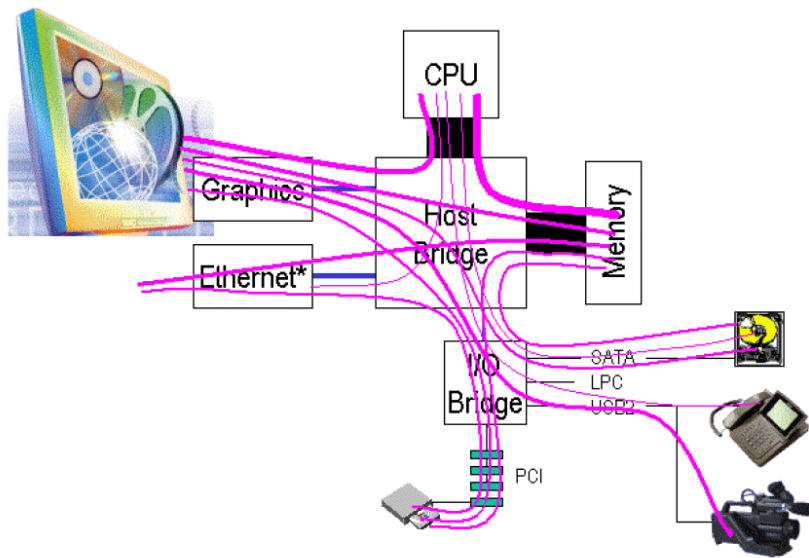 CPU
Graphics
Host
Bridge
Memory
Ethernet*
I/O
Bridge
SATA
LPC
USB2
PCI